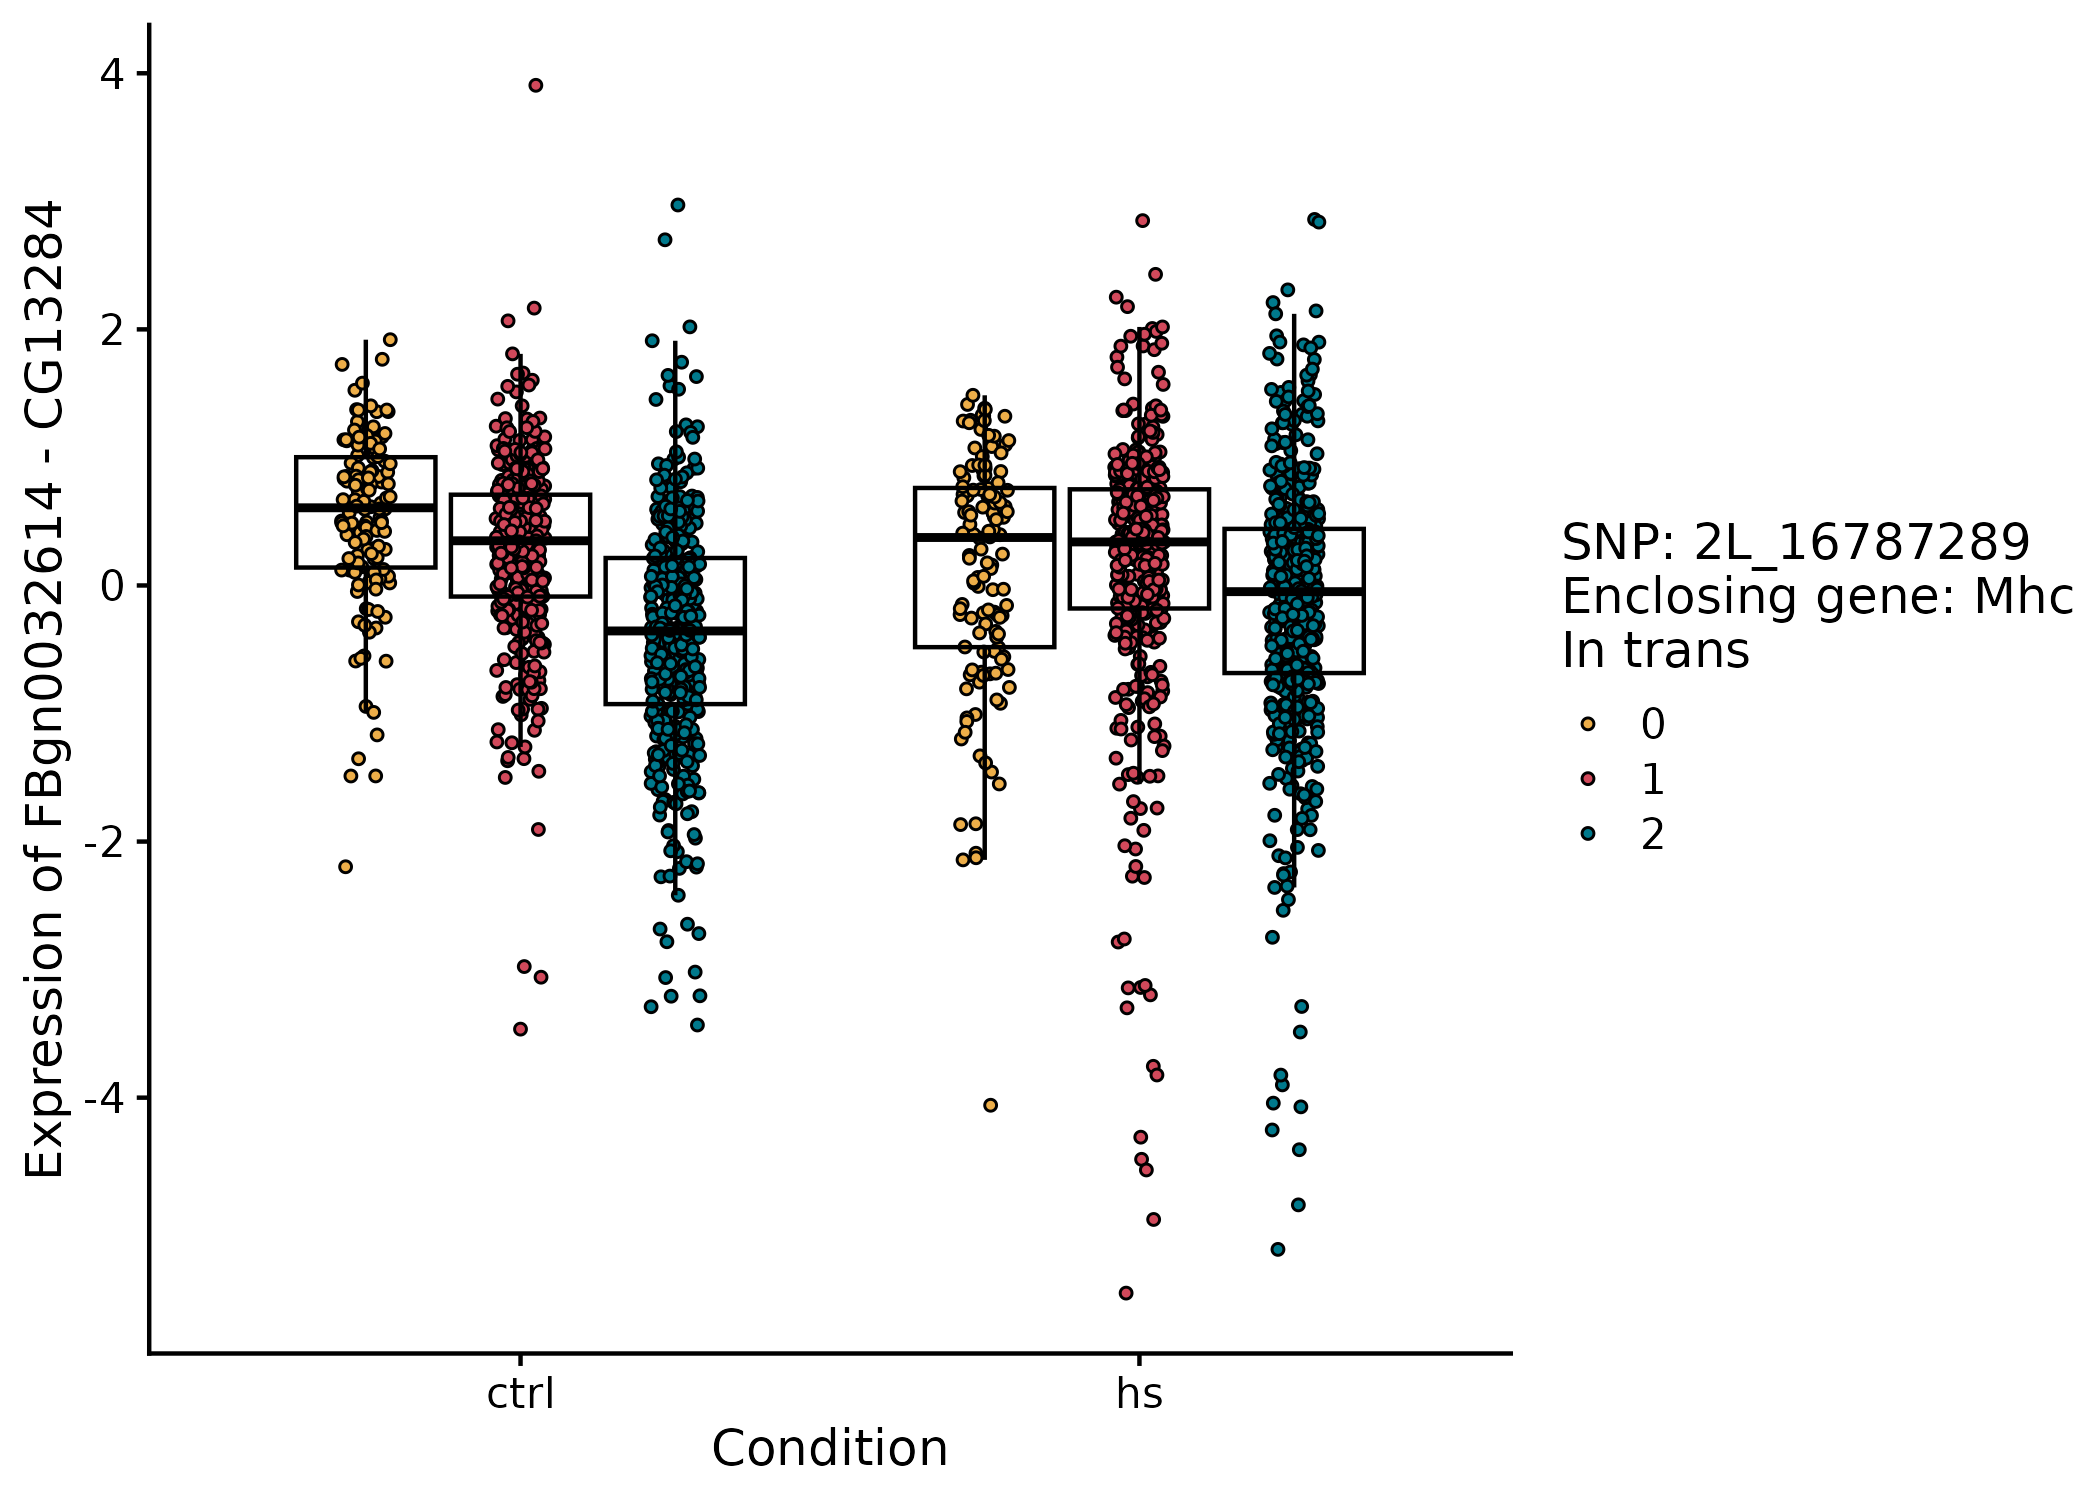 Expression of FBgn0032614 - CG13284
4
2
0
-2
-4
ctrl
hs
Condition
SNP: 2L_16787289
Enclosing gene: Mhc
In trans
0
1
2